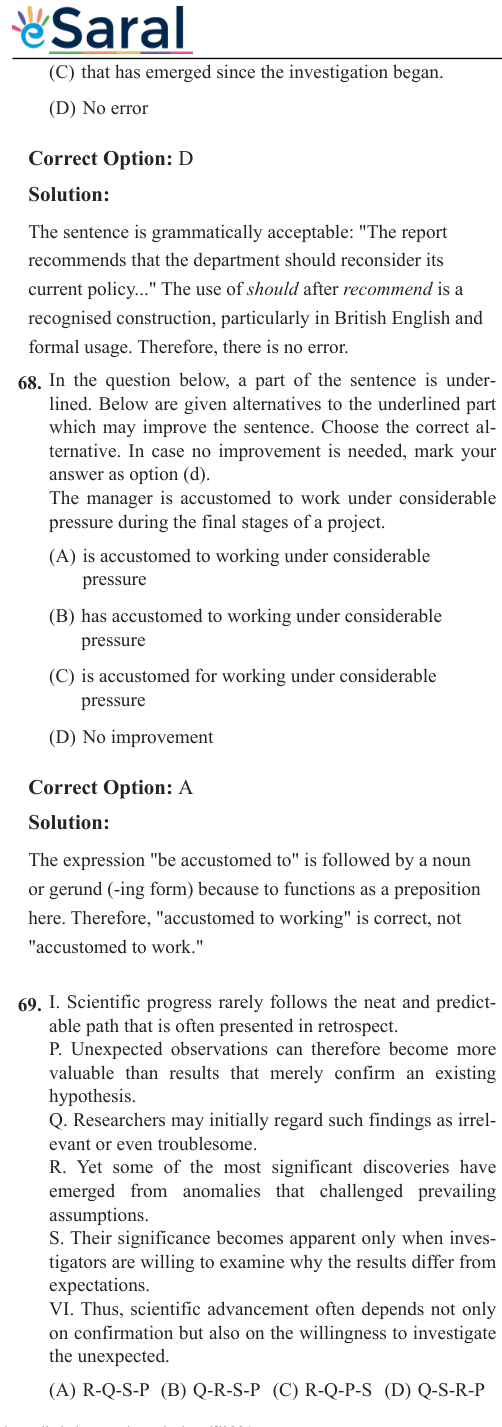 eSaral
(C) that has emerged since the investigation began.
(D) No error
Correct Option: D
Solution:
The sentence is grammatically acceptable: "The report
recommends that the department should reconsider its
current policy..." The use of should after recommend is a
recognised construction, particularly in British English and
formal usage. Therefore, there is no error.
68. In the question below, a part of the sentence is under-
lined. Below are given alternatives to the underlined part
which may improve the sentence. Choose the correct al-
ternative. In case no improvement is needed, mark your
answer as option (d).
The manager is accustomed to work under considerable
pressure during the final stages of a project.
(A) is accustomed to working under considerable
pressure
(B) has accustomed to working under considerable
pressure
(C) is accustomed for working under considerable
pressure
(D) No improvement
Correct Option: A
Solution:
The expression "be accustomed to" is followed by a noun
or gerund (-ing form) because to functions as a preposition
here. Therefore, "accustomed to working" is correct, not
"accustomed to work."
69. I. Scientific progress rarely follows the neat and predict-
able path that is often presented in retrospect.
P. Unexpected observations can therefore become more
valuable than results that merely confirm an existing
hypothesis.
Q. Researchers may initially regard such findings as irrel-
evant or even troublesome.
R. Yet some of the most significant discoveries have
emerged from anomalies that challenged prevailing
assumptions.
S. Their significance becomes apparent only when inves-
tigators are willing to examine why the results differ from
expectations.
VI. Thus, scientific advancement often depends not only
on confirmation but also on the willingness to investigate
the unexpected.
(A) R-Q-S-P (B) Q-R-S-P (C) R-Q-P-S (D) Q-S-R-P